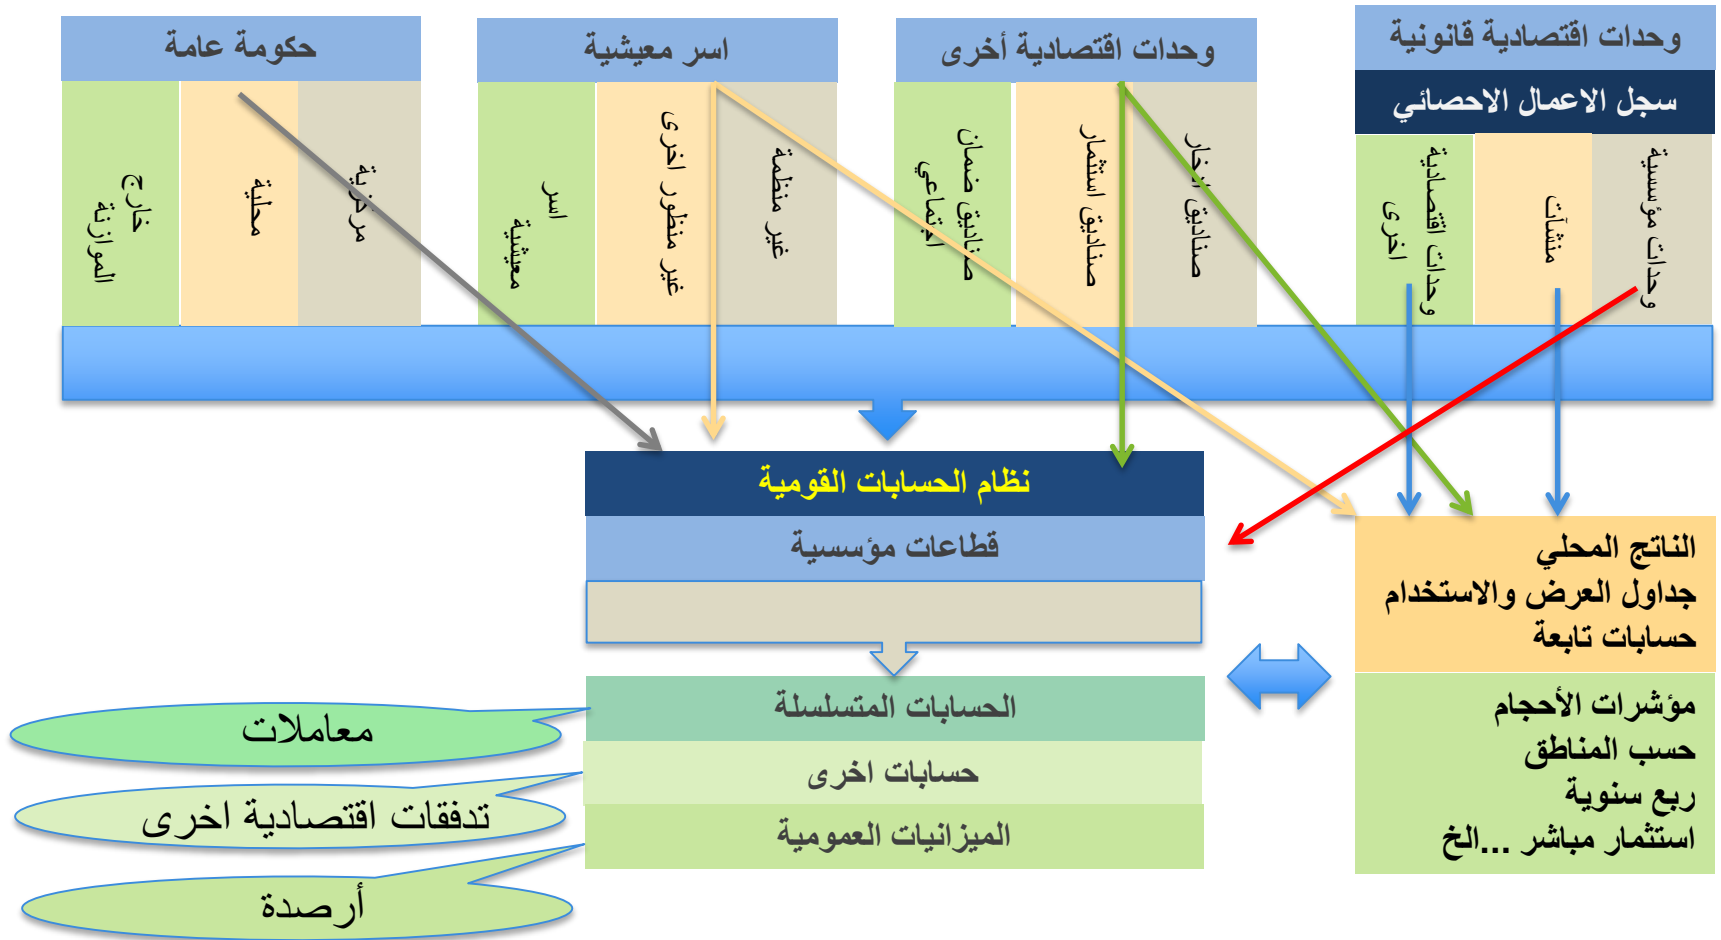 وحدات اقتصادية قانونية
سجل الاعمال الاحصائي
وحدات مؤسسية
منشآت
وحدات اقتصادية
اخرى
وحدات اقتصادية أخرى
صناديق ادخار
صناديق استثمار
صناديق ضمان
اجتماعي
اسر معيشية
غير منظمة
غير منظور اخرى
اسر
معيشية
حكومة عامة
مركزية
محلية
خارج
الموازنة
نظام الحسابات القومية
قطاعات مؤسسية
الناتج المحلي
جداول العرض والاستخدام
حسابات تابعة
مؤشرات الأحجام
حسب المناطق
ربع سنوية
استثمار مباشر ...الخ
الحسابات المتسلسلة
حسابات اخرى
الميزانيات العمومية
معاملات
تدفقات اقتصادية اخرى
أرصدة